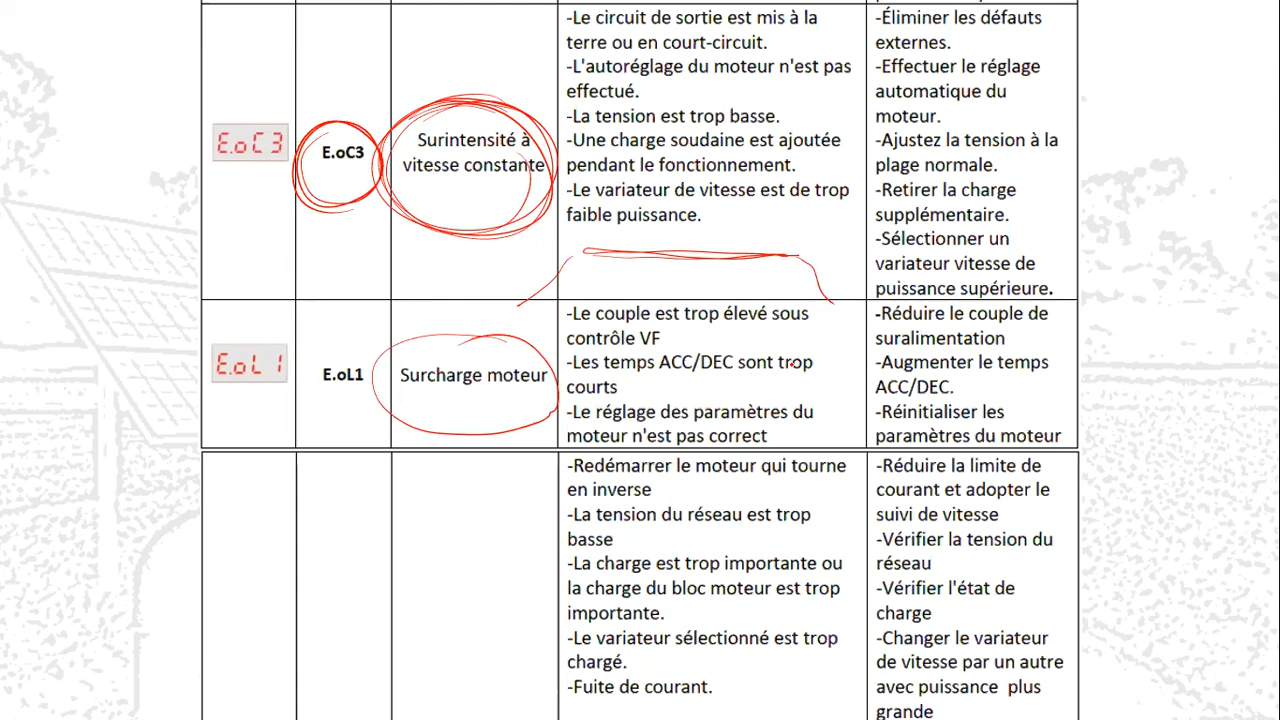 -Le circuit de sortie est mis à la
terre ou en court-circuit.
-L'autoréglage du moteur n'est pas
effectué.
-La tension est trop basse.
-Une charge soudaine est ajoutée
pendant le fonctionnement.
-Le variateur de vitesse est de trop
faible puissance.
-Éliminer les défauts
externes.
-Effectuer le réglage
automatique du
moteur.
-Ajustez la tension à la
plage normale.
-Retirer la charge
supplémentaire.
-Sélectionner un
variateur vitesse de
puissance supérieure.
E.oC3
E.oC3
Surintensité à
vitesse constante
E.oL1
E.oL1
Surcharge moteur
-Le couple est trop élevé sous
contrôle VF
-Les temps ACC/DEC sont trop
courts
-Le réglage des paramètres du
moteur n'est pas correct
-Réduire le couple de
suralimentation
-Augmenter le temps
ACC/DEC.
-Réinitialiser les
paramètres du moteur
-Redémarrer le moteur qui tourne
en inverse
-La tension du réseau est trop
basse
-La charge est trop importante ou
la charge du bloc moteur est trop
importante.
-Le variateur sélectionné est trop
chargé.
-Fuite de courant.
-Réduire la limite de
courant et adopter le
suivi de vitesse
-Vérifier la tension du
réseau
-Vérifier l'état de
charge
-Changer le variateur
de vitesse par un autre
avec puissance  plus
grande